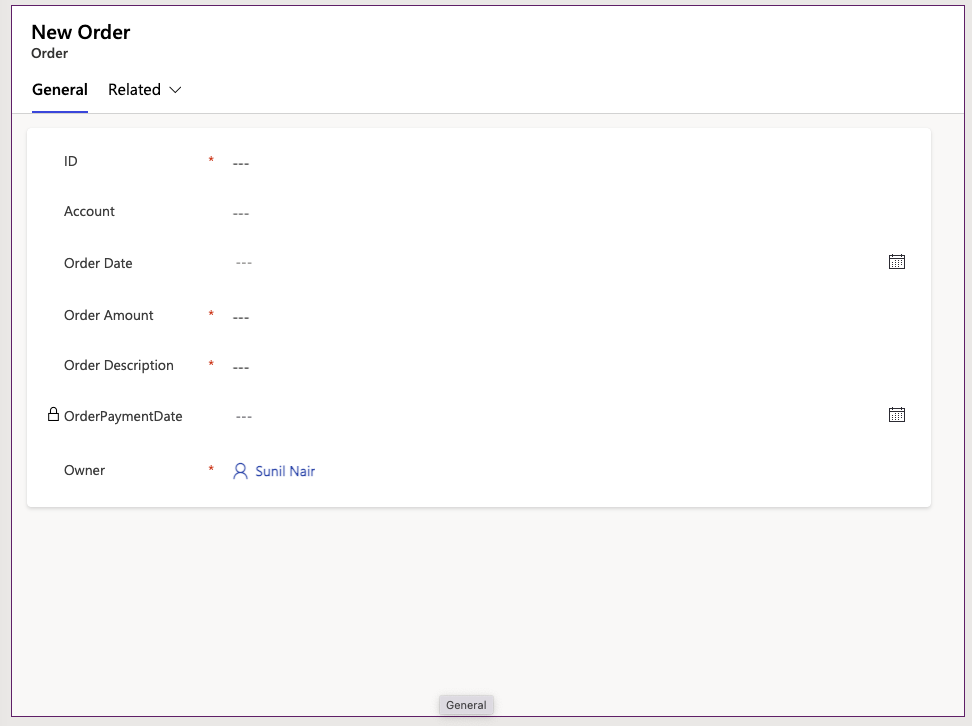 New Order
Order
General Related
ID * ---
Account ---
Order Date ---
Order Amount * ---
Order Description * ---
OrderPaymentDate ---
Owner * Sunil Nair
General